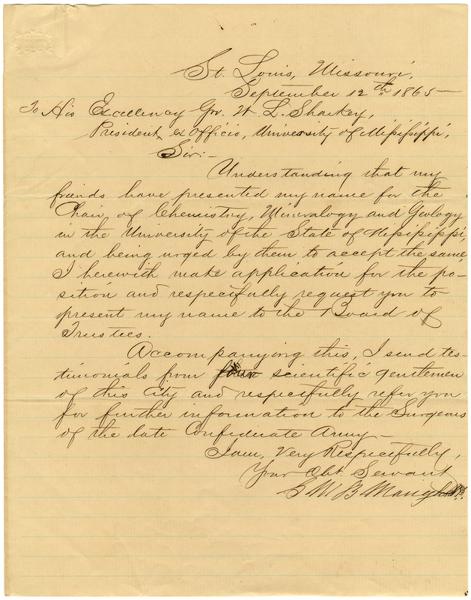 St. Louis, Missouri,
September 12th 1865—
To His Excellency Gov. W. L. Sharkey,
President ex Officio, University of Mississippi,
Sir:—
Understanding that my
friends have presented my name for the
Chair of Chemistry, Mineralogy and Geology
in the University of the State of Mississippi
and being urged by them to accept the same
I herewith make application for the po-
sition and respectfully request you to
present my name to the Board of
Trustees.
Accompanying this, I send tes-
timonials from scientific gentlemen
of this City and respectfully refer you
for further information to the Surgeons
of the late Confederate Army—
I am, Very Respectfully,
Your Obt Servant
G W B Maughs